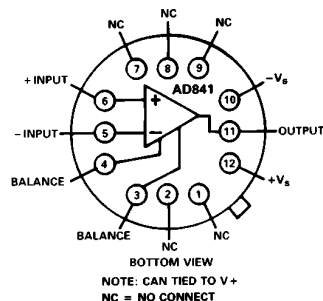 NC
NC
NC
7
8
9
AD841
+ INPUT
6
+
10
−Vs
− INPUT
5
−
11
OUTPUT
4
12
+Vs
BALANCE
3
2
1
BALANCE
NC
NC
BOTTOM VIEW
NOTE: CAN TIED TO V+
NC = NO CONNECT